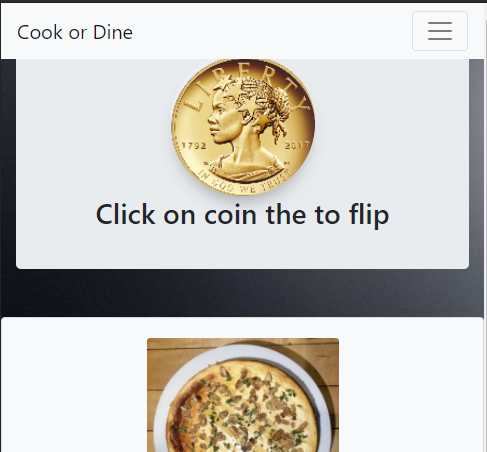 Cook or Dine
LIBERTY
1792 2017
IN GOD WE TRUST
Click on coin the to flip